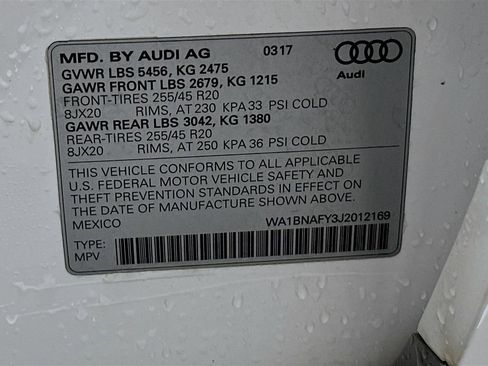 MFD. BY AUDI AG 0317
GVWR LBS 5456, KG 2475
GAWR FRONT LBS 2679, KG 1215
FRONT-TIRES 255/45 R20
8JX20 RIMS, AT 230 KPA 33 PSI COLD
GAWR REAR LBS 3042, KG 1380
REAR-TIRES 255/45 R20
8JX20 RIMS, AT 250 KPA 36 PSI COLD
Audi
THIS VEHICLE CONFORMS TO ALL APPLICABLE
U.S. FEDERAL MOTOR VEHICLE SAFETY AND
THEFT PREVENTION STANDARDS IN EFFECT ON
THE DATE OF MANUFACTURE SHOWN ABOVE.
MEXICO WA1BNAFY3J2012169
TYPE:
MPV